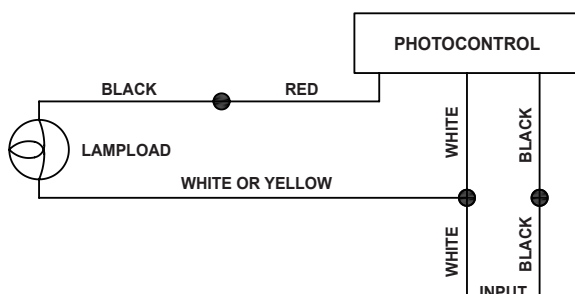 PHOTOCONTROL
BLACK
RED
WHITE
BLACK
LAMPLOAD
WHITE OR YELLOW
WHITE
BLACK
INPUT